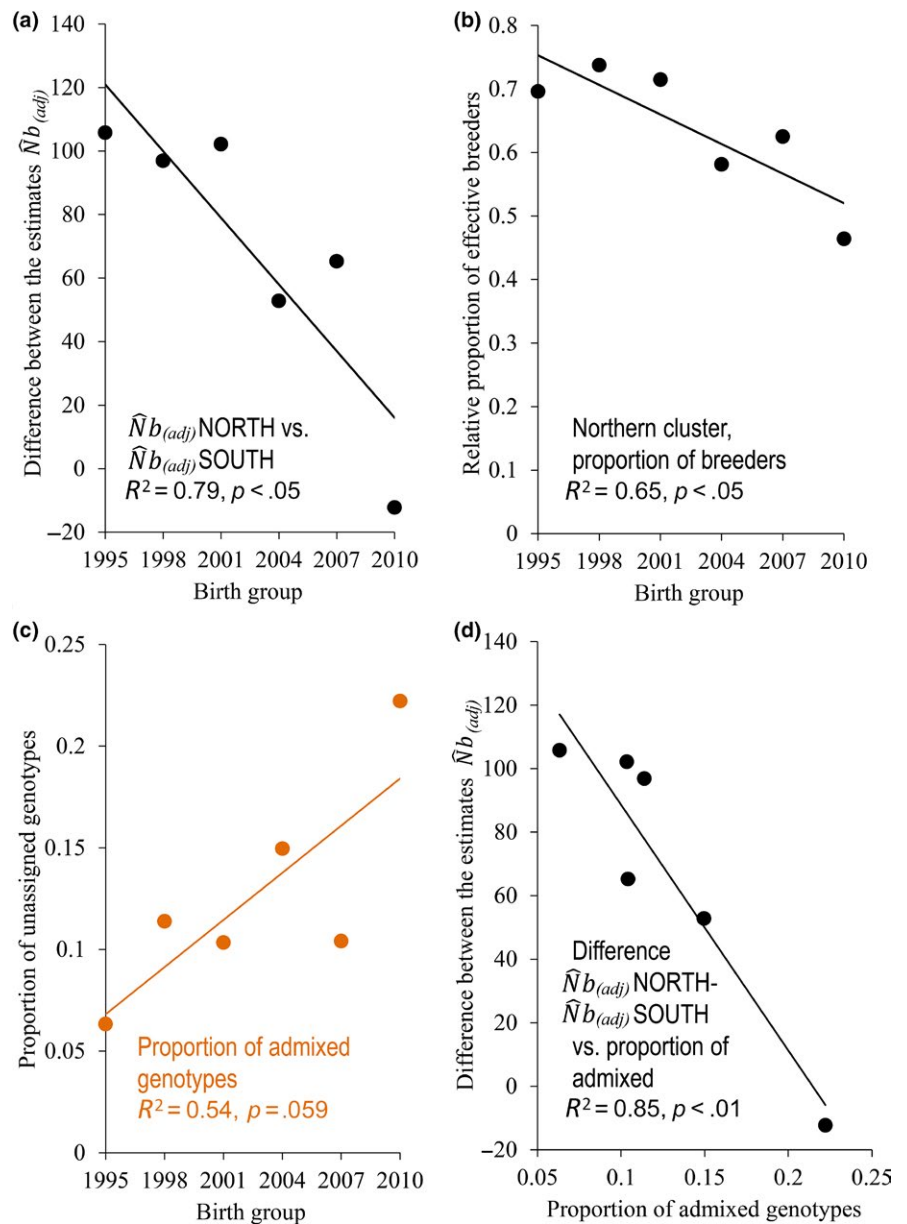 (a)
Difference between the estimates N̂b(adj)
140
120
100
80
60
40
20
0
–20
1995 1998 2001 2004 2007 2010
Birth group
N̂b(adj) NORTH vs.
N̂b(adj) SOUTH
R² = 0.79, p < .05
(b)
Relative proportion of effective breeders
0.8
0.7
0.6
0.5
0.4
0.3
0.2
0.1
0
1995 1998 2001 2004 2007 2010
Birth group
Northern cluster,
proportion of breeders
R² = 0.65, p < .05
(c)
Proportion of unassigned genotypes
0.25
0.2
0.15
0.1
0.05
0
1995 1998 2001 2004 2007 2010
Birth group
Proportion of admixed
genotypes
R² = 0.54, p = .059
(d)
Difference between the estimates N̂b(adj)
140
120
100
80
60
40
20
0
–20
0.05 0.1 0.15 0.2 0.25
Proportion of admixed genotypes
Difference
N̂b(adj) NORTH-
N̂b(adj) SOUTH
vs. proportion of
admixed
R² = 0.85, p < .01